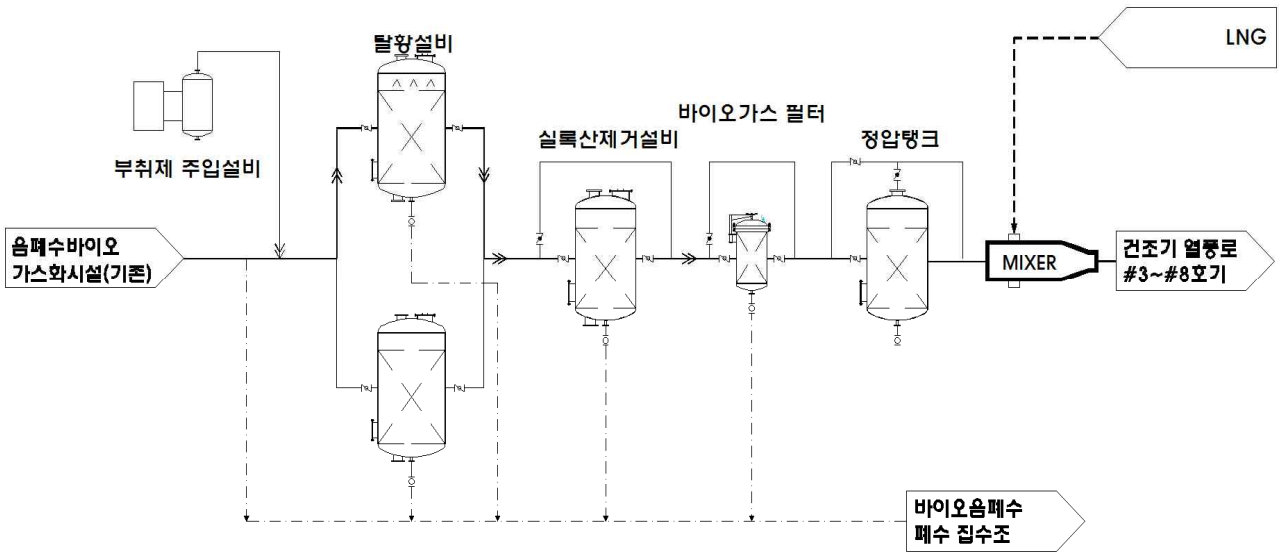 탈황설비
LNG
부취제 주입설비
실록산제거설비
바이오가스 필터
정압탱크
음폐수바이오
가스화시설(기존)
MIXER
건조기 열풍로
#3~#8호기
바이오음폐수
폐수 집수조